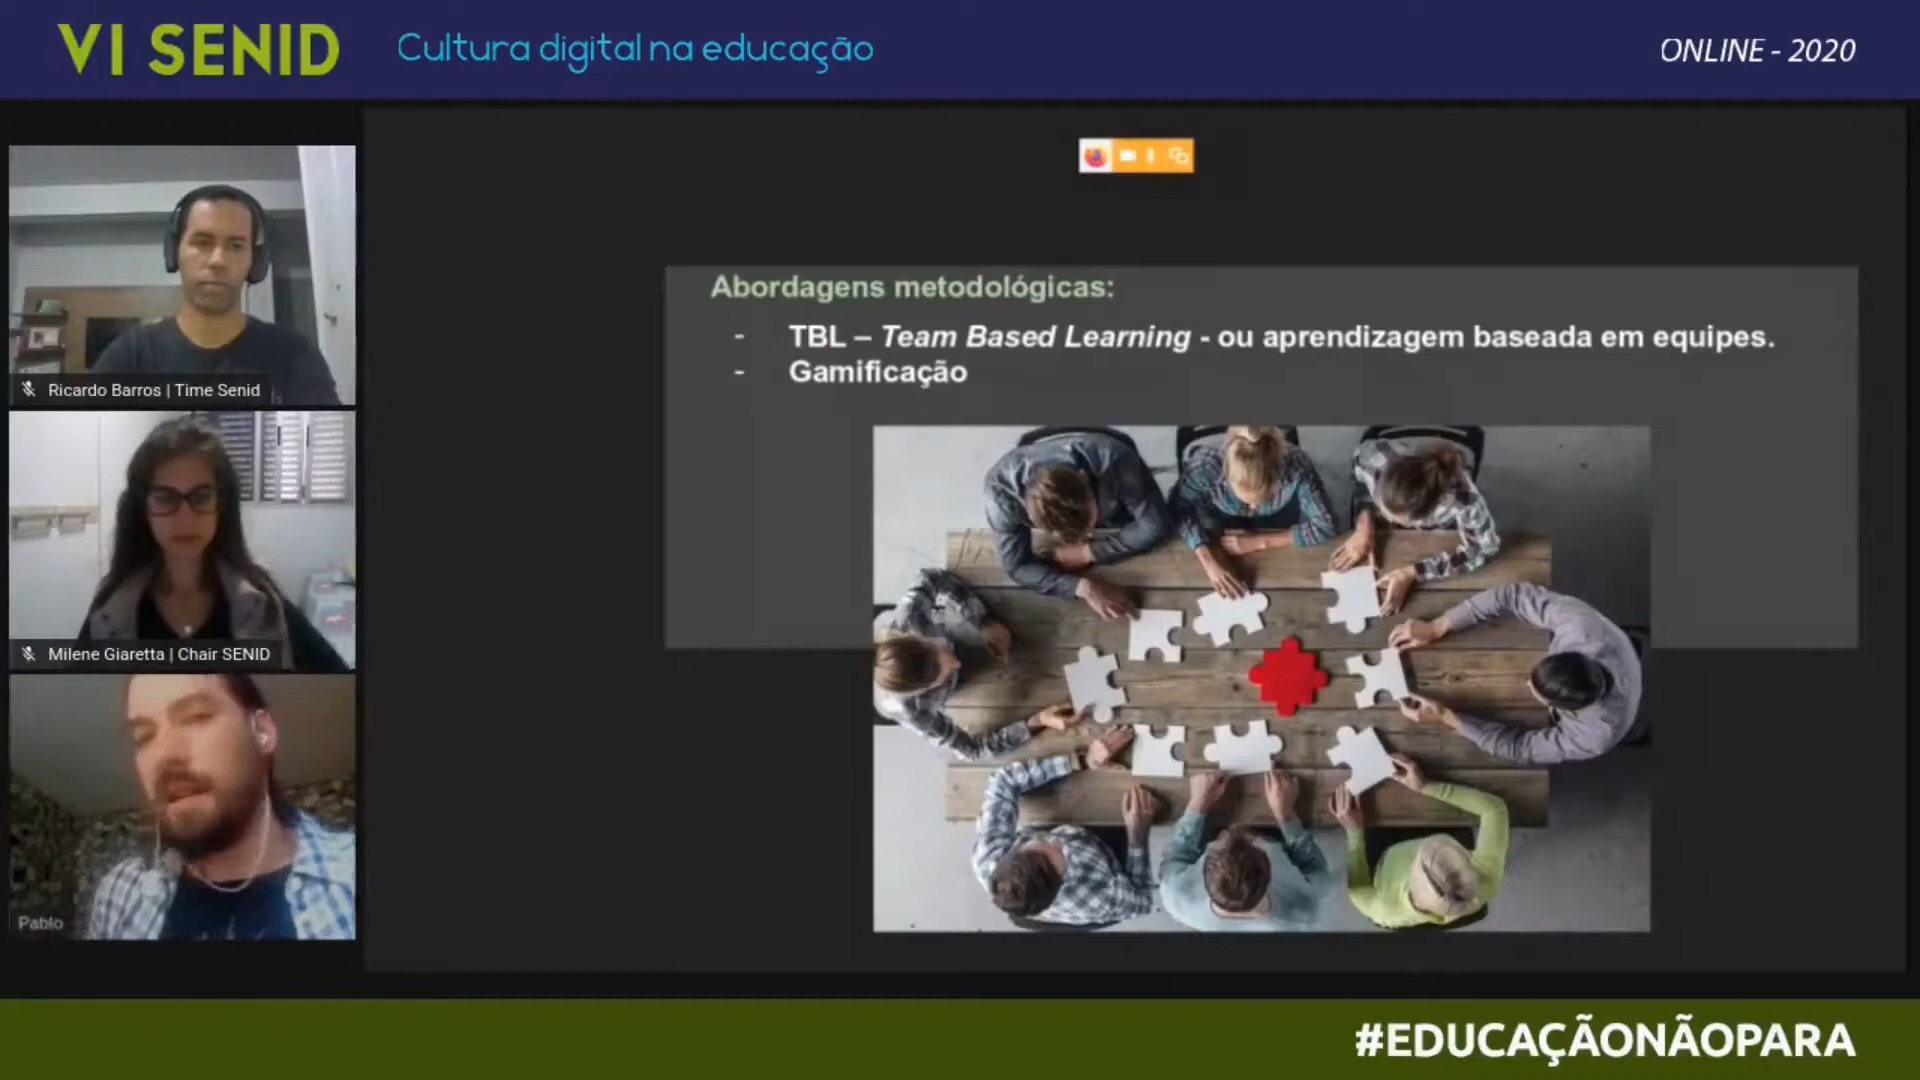 VI SENID
Cultura digital na educação
ONLINE - 2020
Abordagens metodológicas:
- TBL – Team Based Learning - ou aprendizagem baseada em equipes.
- Gamificação
Ricardo Barros | Time Senid
Milene Giaretta | Chair SENID
Pablo
#EDUCAÇÃONÃOPARA